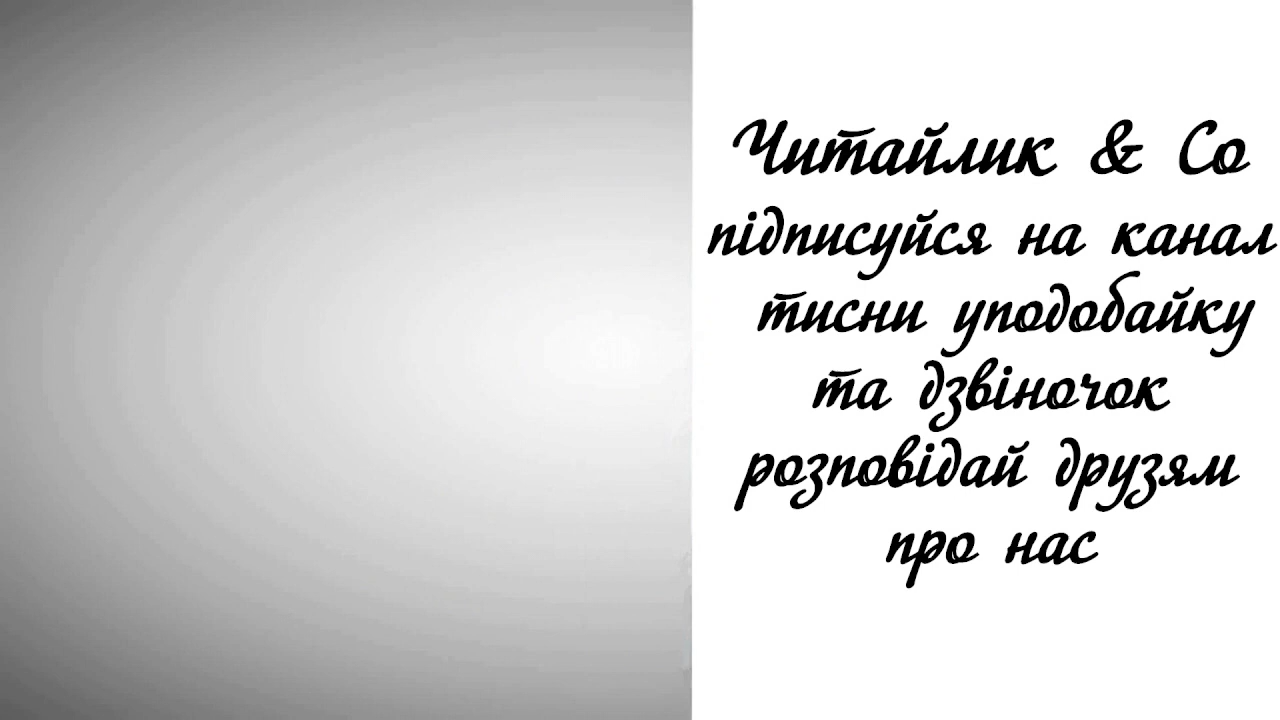 Читайлик & Co
підписуйся на канал
тисни уподобайку
та дзвіночок
розповідай друзям
про нас